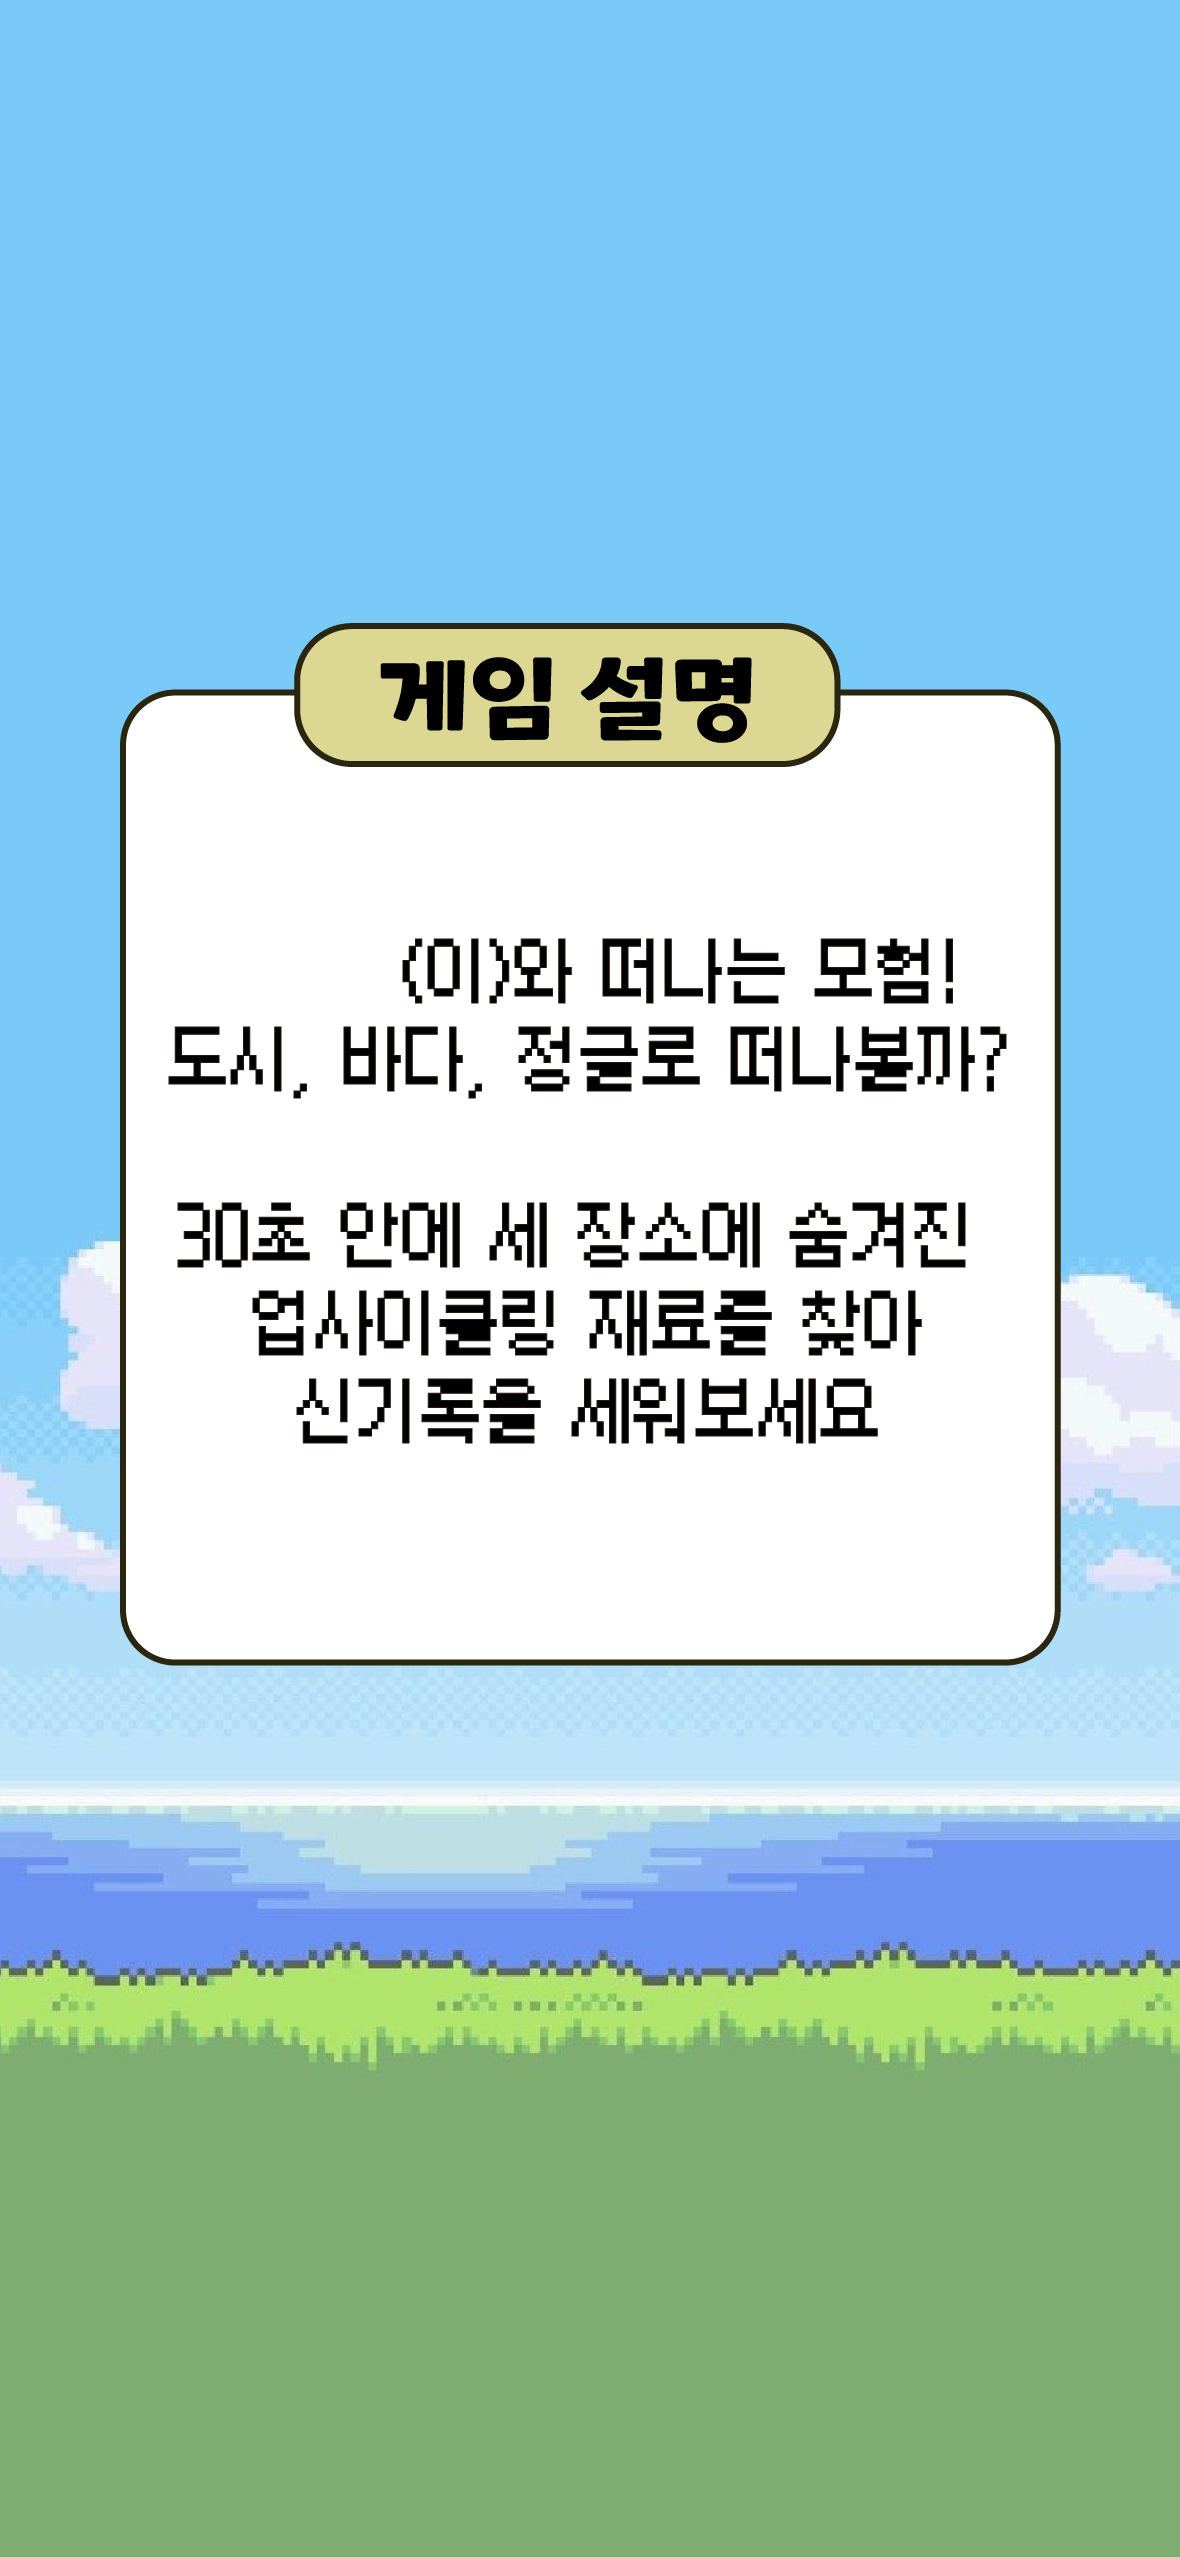 게임 설명
(이)와 떠나는 모험!
도시, 바다, 정글로 떠나볼까?
30초 안에 세 장소에 숨겨진
업사이클링 재료를 찾아
신기록을 세워보세요